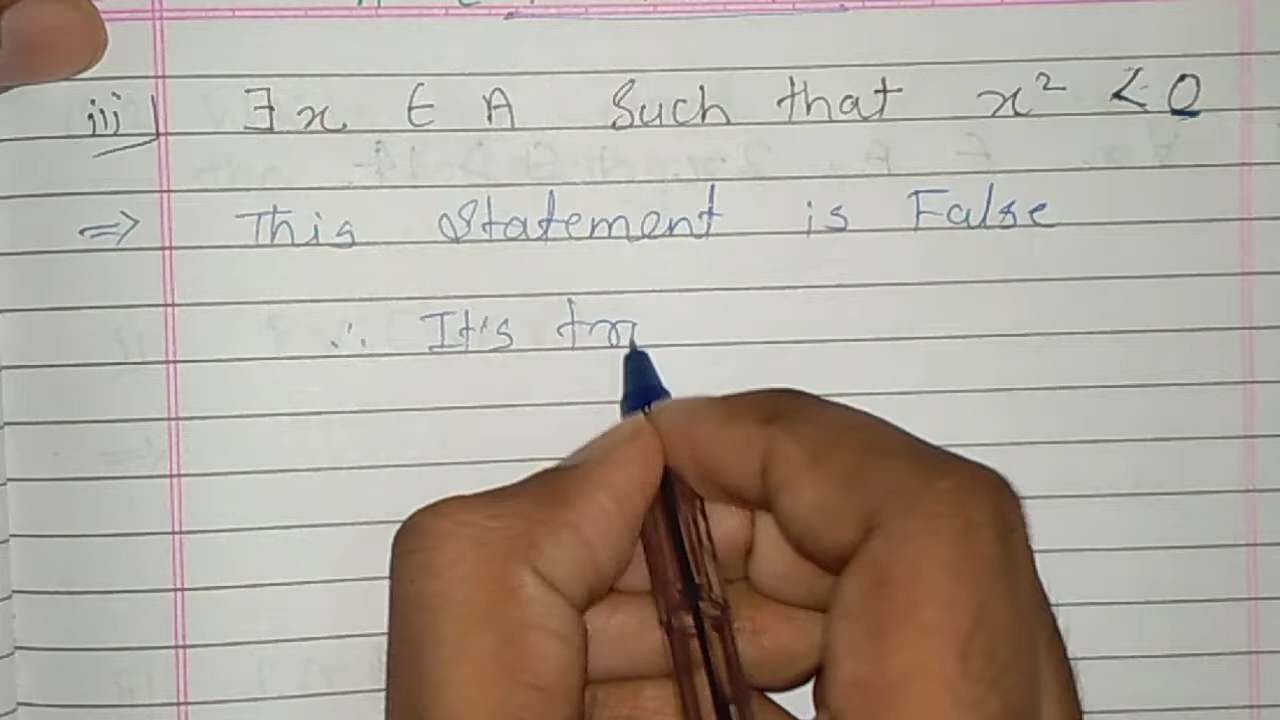 iii) ∃x ∈ A Such that x² < 0
⇒ This Statement is False
∴ It's